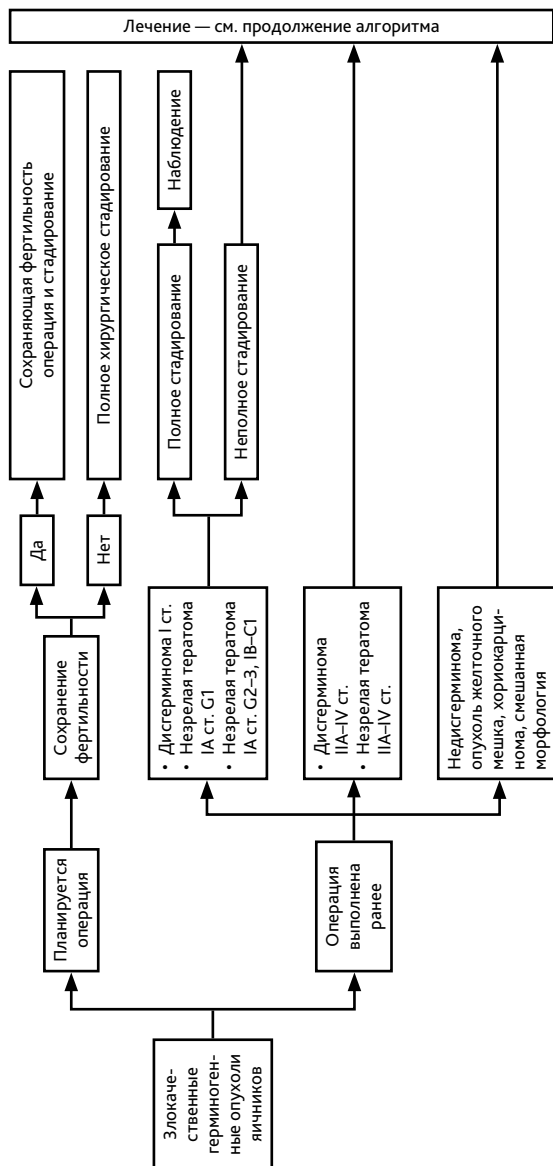 Злокаче-
ственные
герминоген-
ные опухоли
яичников
Планируется
операция
Сохранение
фертильности
Да
Сохраняющая фертильность
операция и стадирование
Нет
Полное хирургическое стадирование
Операция
выполнена
ранее
• Дисгерминома I ст.
• Незрелая тератома
IA ст. G1
• Незрелая тератома
IA ст. G2–3, IB–C1
Полное стадирование
Наблюдение
Неполное стадирование
• Дисгерминома
IIA–IV ст.
• Незрелая тератома
IIA–IV ст.
Недисгерминома,
опухоль желточного
мешка, хориокарци-
нома, смешанная
морфология
Лечение — см. продолжение алгоритма